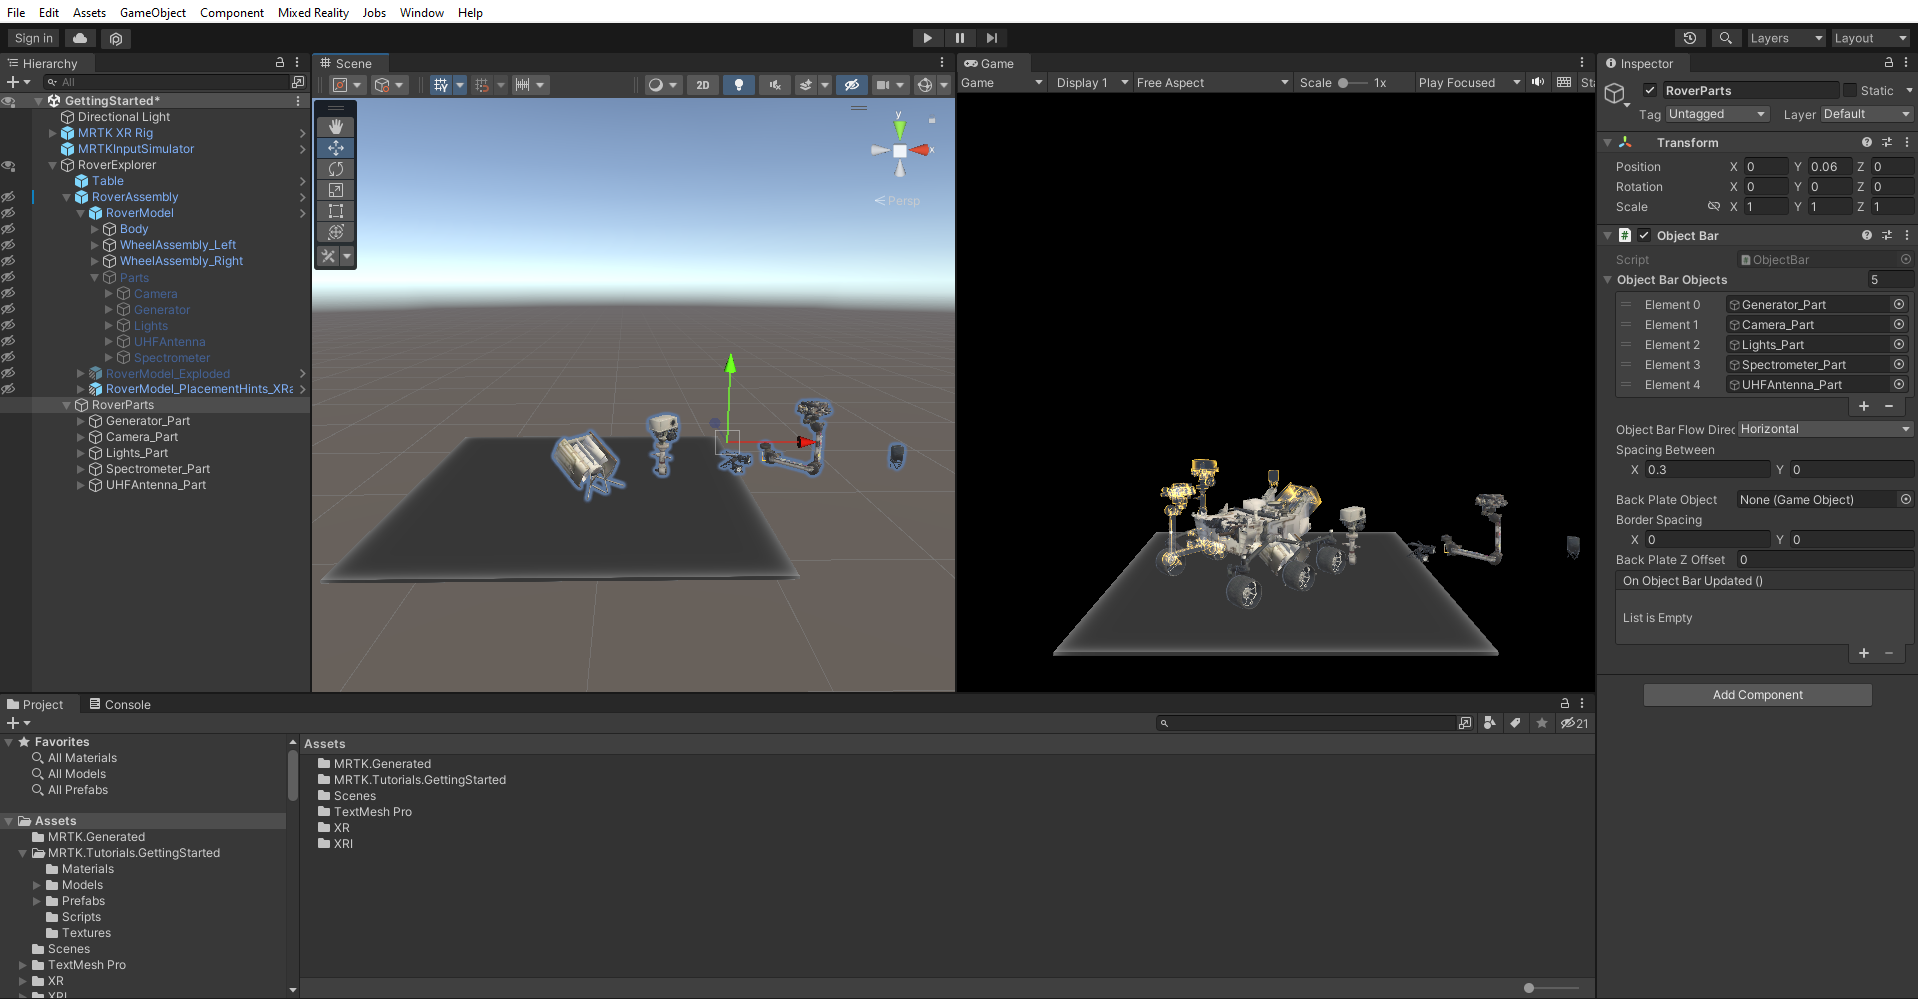 File Edit Assets GameObject Component Mixed Reality Jobs Window Help
Sign in
Layers Layout
Hierarchy
All
GettingStarted*
Directional Light
MRTK XR Rig
MRTKInputSimulator
RoverExplorer
Table
RoverAssembly
RoverModel
Body
WheelAssembly_Left
WheelAssembly_Right
Parts
Camera
Generator
Lights
UHFAntenna
Spectrometer
RoverModel_Exploded
RoverModel_PlacementHints_XRa
RoverParts
Generator_Part
Camera_Part
Lights_Part
Spectrometer_Part
UHFAntenna_Part
Scene
2D
y
x
Persp
Game
Game Display 1 Free Aspect Scale 1x Play Focused Sta
Inspector
RoverParts Static
Tag Untagged Layer Default
Transform
Position X 0 Y 0.06 Z 0
Rotation X 0 Y 0 Z 0
Scale X 1 Y 1 Z 1
# Object Bar
Script ObjectBar
Object Bar Objects 5
Element 0 Generator_Part
Element 1 Camera_Part
Element 2 Lights_Part
Element 3 Spectrometer_Part
Element 4 UHFAntenna_Part
+ −
Object Bar Flow Direc Horizontal
Spacing Between
X 0.3 Y 0
Back Plate Object None (Game Object)
Border Spacing
X 0 Y 0
Back Plate Z Offset 0
On Object Bar Updated ()
List is Empty
+ −
Add Component
Project Console
21
Favorites
All Materials
All Models
All Prefabs
Assets
MRTK.Generated
MRTK.Tutorials.GettingStarted
Materials
Models
Prefabs
Scripts
Textures
Scenes
TextMesh Pro
XR
XRI
Assets
MRTK.Generated
MRTK.Tutorials.GettingStarted
Scenes
TextMesh Pro
XR
XRI